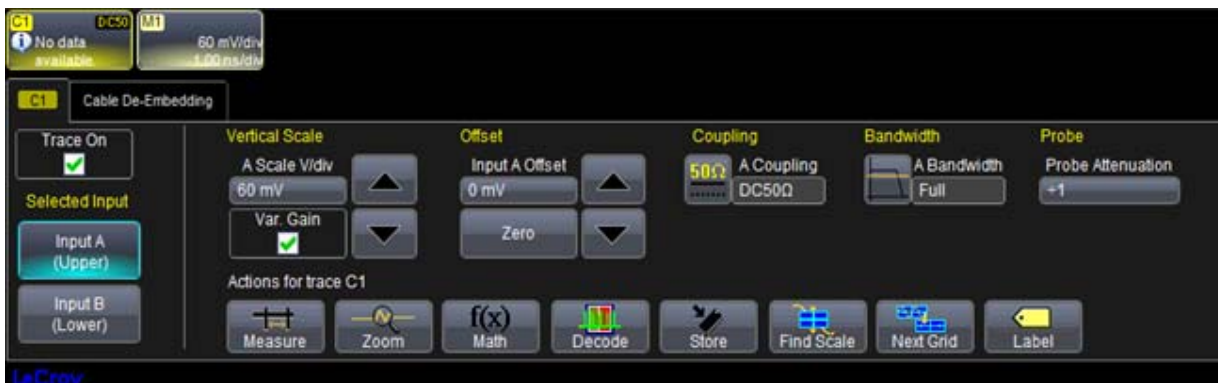 C1 DC50 M1
No data 60 mV/div
available. 1.00 ns/div
C1 Cable De-Embedding
Trace On Vertical Scale Offset Coupling Bandwidth Probe
A Scale V/div Input A Offset 50Ω A Coupling A Bandwidth Probe Attenuation
60 mV 0 mV DC50Ω Full ÷1
Selected Input
Var. Gain Zero
Input A
(Upper)
Actions for trace C1
Input B
(Lower)
f(x)
Measure Zoom Math Decode Store Find Scale Next Grid Label
LeCroy